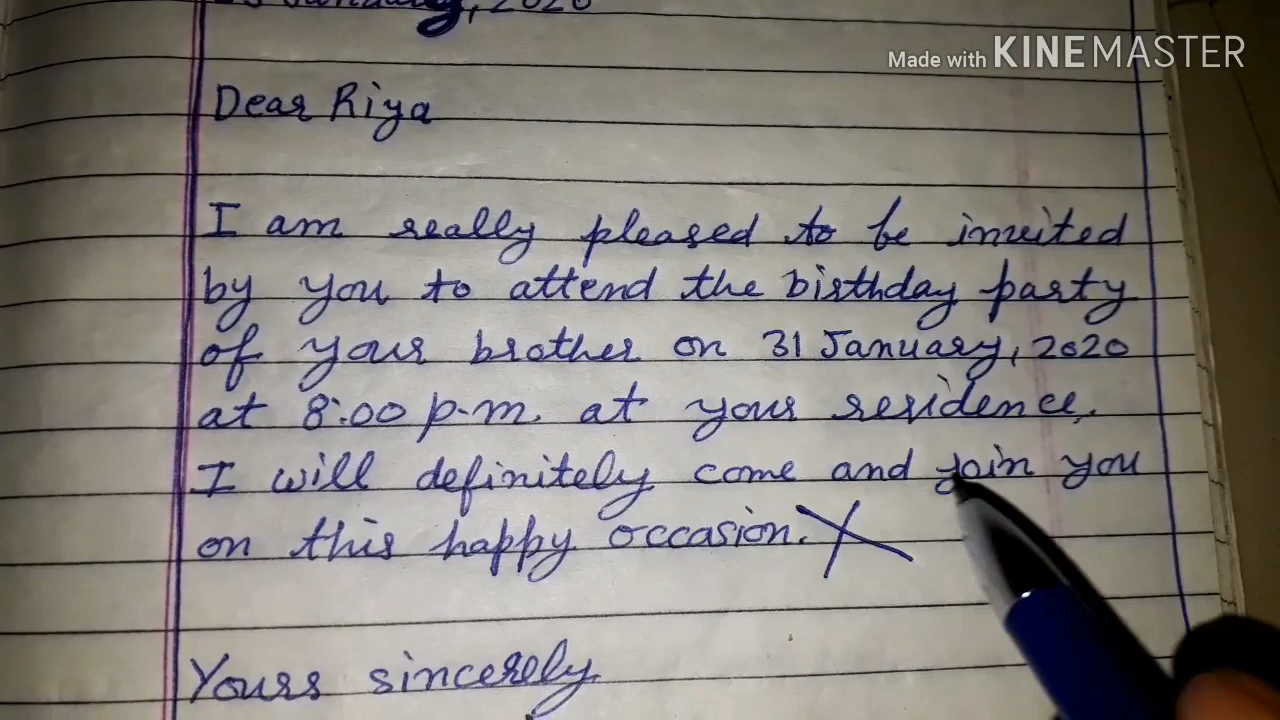 January, 2020
Made with KINEMASTER
Dear Riya
I am really pleased to be invited
by you to attend the birthday party
of your brother on 31 January, 2020
at 8:00 p.m. at your residence.
I will definitely come and join you
on this happy occasion.
Yours sincerely